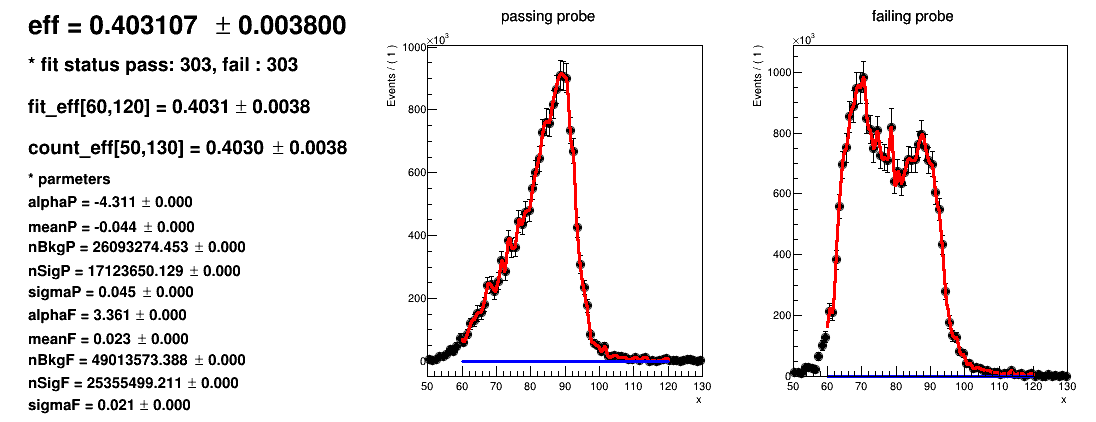 eff = 0.403107 ± 0.003800
* fit status pass: 303, fail : 303
fit_eff[60,120] = 0.4031 ± 0.0038
count_eff[50,130] = 0.4030 ± 0.0038
* parmeters
alphaP = -4.311 ± 0.000
meanP = -0.044 ± 0.000
nBkgP = 26093274.453 ± 0.000
nSigP = 17123650.129 ± 0.000
sigmaP = 0.045 ± 0.000
alphaF = 3.361 ± 0.000
meanF = 0.023 ± 0.000
nBkgF = 49013573.388 ± 0.000
nSigF = 25355499.211 ± 0.000
sigmaF = 0.021 ± 0.000
passing probe
×10³
Events / ( 1 )
1000
800
600
400
200
0
50 60 70 80 90 100 110 120 130
x
failing probe
×10³
Events / ( 1 )
1000
800
600
400
200
0
50 60 70 80 90 100 110 120 130
x